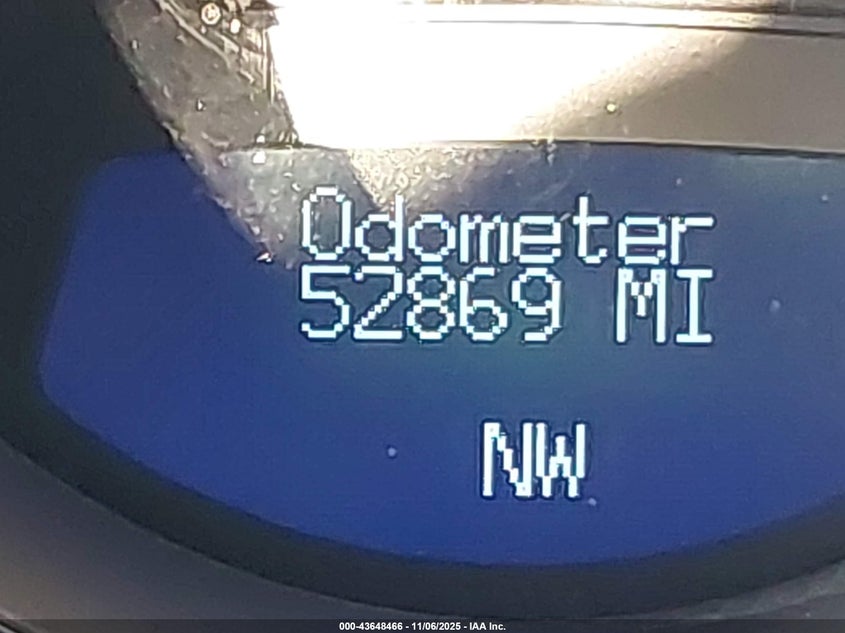 Odometer
52869 MI
NW
000-43648466 - 11/06/2025 - IAA Inc.